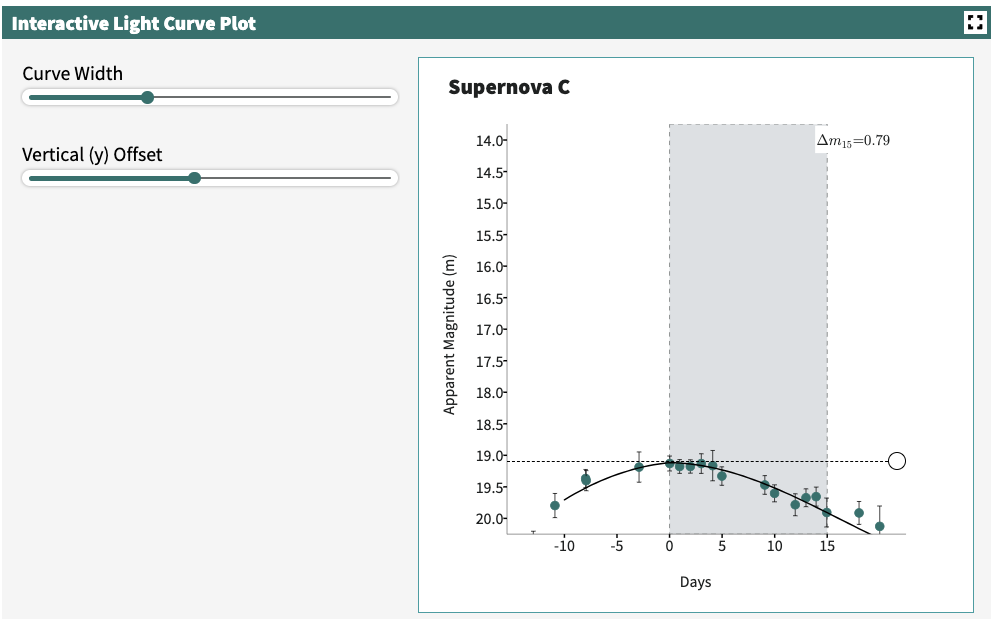 Interactive Light Curve Plot
Curve Width
Vertical (y) Offset
Supernova C
Δm₁₅=0.79
14.0
14.5
15.0
15.5
16.0
16.5
17.0
17.5
18.0
18.5
19.0
19.5
20.0
Apparent Magnitude (m)
-10 -5 0 5 10 15
Days